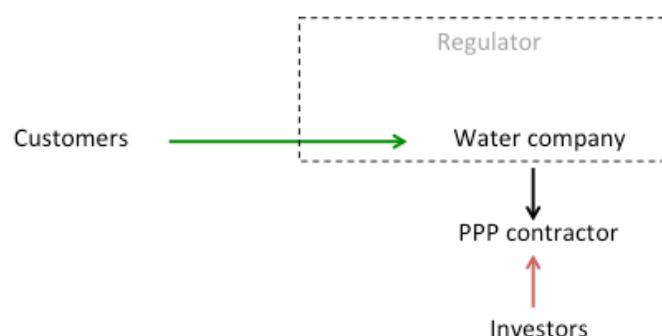 Regulator
Customers
Water company
PPP contractor
Investors